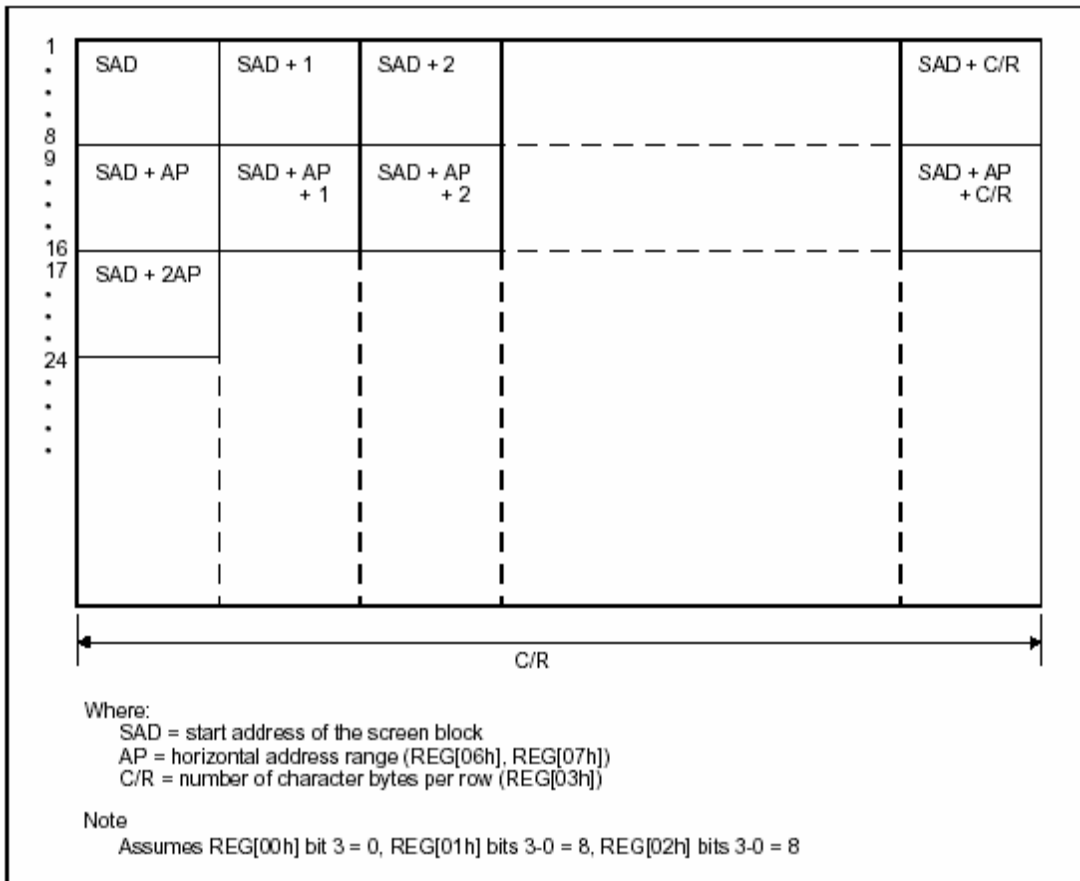 1
8
9
16
17
24
SAD
SAD + 1
SAD + 2
SAD + C/R
SAD + AP
SAD + AP
+ 1
SAD + AP
+ 2
SAD + AP
+ C/R
SAD + 2AP
C/R
Where:
SAD = start address of the screen block
AP = horizontal address range (REG[06h], REG[07h])
C/R = number of character bytes per row (REG[03h])
Note
Assumes REG[00h] bit 3 = 0, REG[01h] bits 3-0 = 8, REG[02h] bits 3-0 = 8